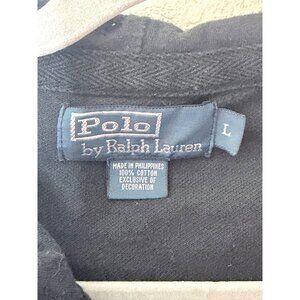 Polo
by Ralph Lauren
L
MADE IN PHILIPPINES
100% COTTON
EXCLUSIVE OF
DECORATION